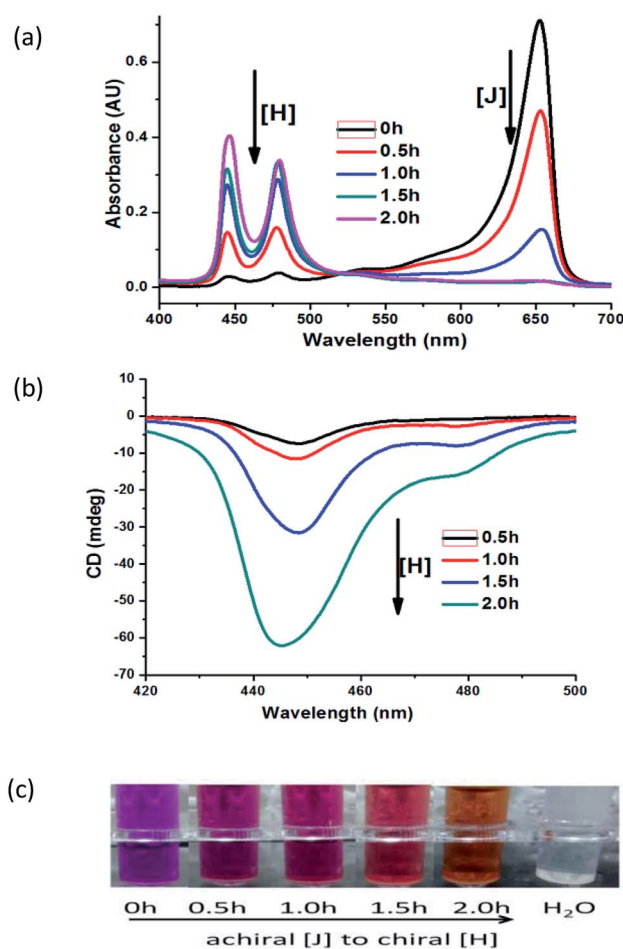 (a)
[H]
[J]
0h
0.5h
1.0h
1.5h
2.0h
Absorbance (AU)
0.6
0.4
0.2
0.0
400 450 500 550 600 650 700
Wavelength (nm)
(b)
10
0
-10
-20
-30
-40
-50
-60
-70
CD (mdeg)
[H]
0.5h
1.0h
1.5h
2.0h
420 440 460 480 500
Wavelength (nm)
(c)
0h 0.5h 1.0h 1.5h 2.0h H₂O
achiral [J] to chiral [H]